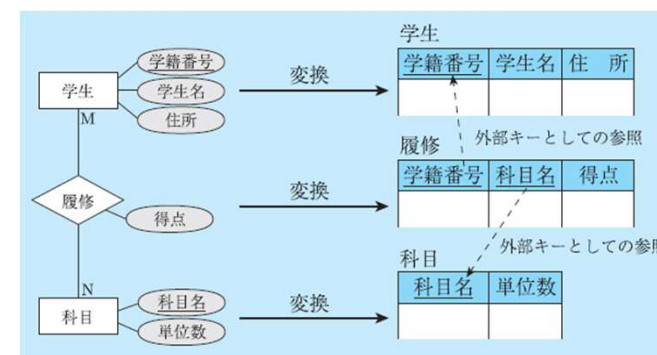 学籍番号
学生名
住所
学生
M
履修
得点
N
科目
科目名
単位数
変換
変換
変換
学生
学籍番号 学生名 住 所
外部キーとしての参照
履修
学籍番号 科目名 得点
外部キーとしての参照
科目
科目名 単位数